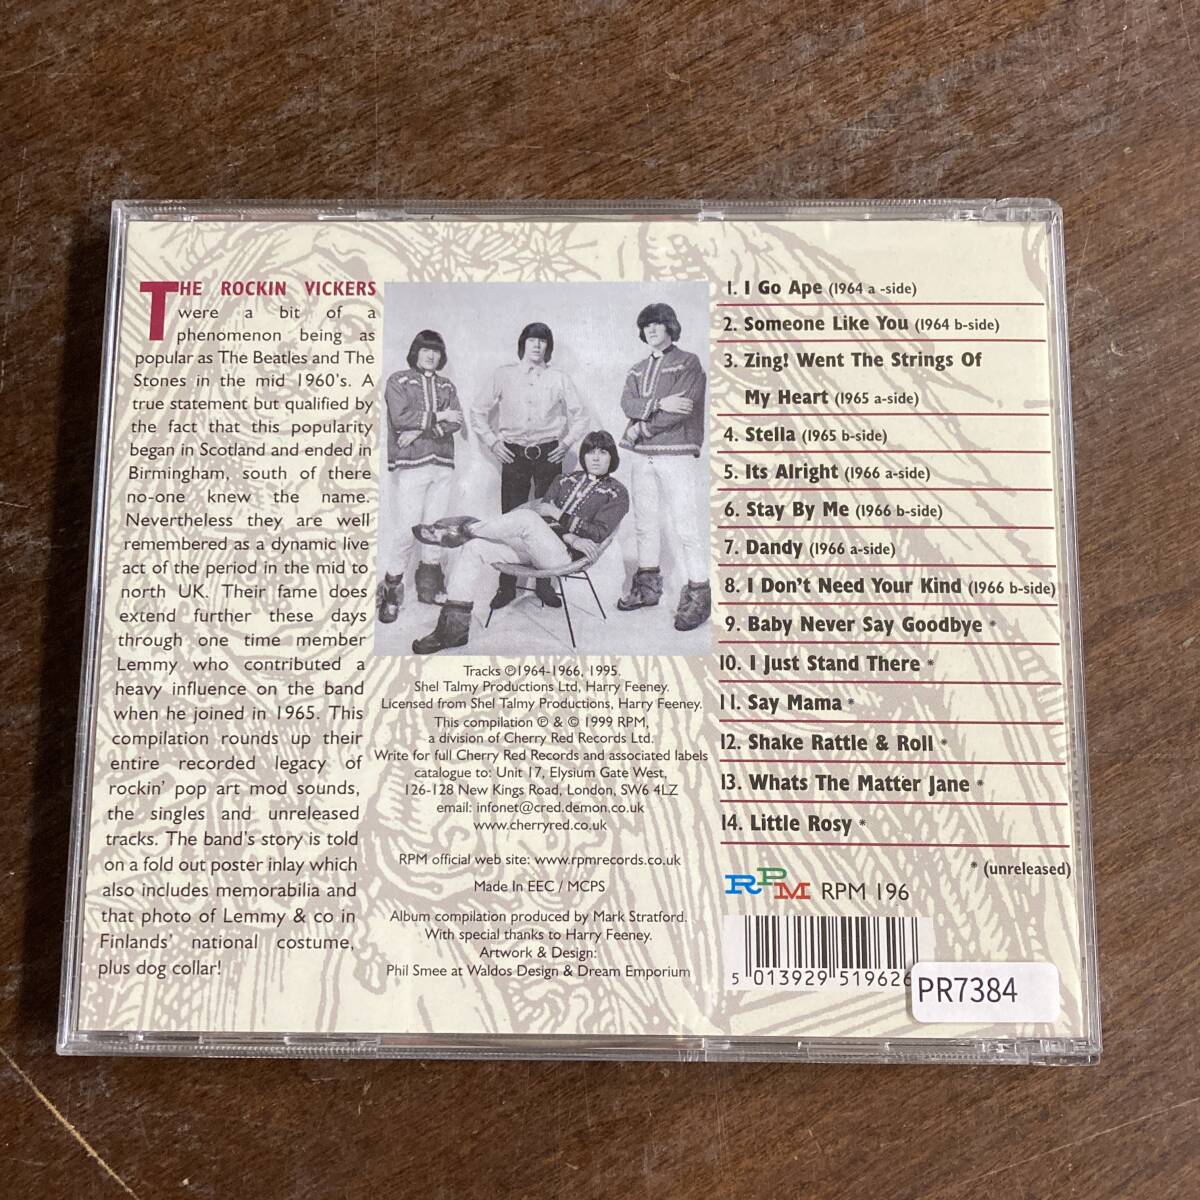 THE ROCKIN VICKERS
were a bit of a
phenomenon being as
popular as The Beatles and The
Stones in the mid 1960's. A
true statement but qualified by
the fact that this popularity
began in Scotland and ended in
Birmingham, south of there
no-one knew the name.
Nevertheless they are well
remembered as a dynamic live
act of the period in the mid to
north UK. Their fame does
extend further these days
through one time member
Lemmy who contributed a
heavy influence on the band
when he joined in 1965. This
compilation rounds up their
entire recorded legacy of
rockin' pop art mod sounds,
the singles and unreleased
tracks. The band's story is told
on a fold out poster inlay which
also includes memorabilia and
that photo of Lemmy & co in
Finlands' national costume,
plus dog collar!
Tracks ©1964-1966, 1995.
Shel Talmy Productions Ltd, Harry Feeney.
Licensed from Shel Talmy Productions, Harry Feeney.
This compilation ℗ & © 1999 RPM,
a division of Cherry Red Records Ltd.
Write for full Cherry Red Records and associated labels
catalogue to: Unit 17, Elysium Gate West,
126-128 New Kings Road, London, SW6 4LZ
email: infonet@cred.demon.co.uk
www.cherryred.co.uk
RPM official web site: www.rpmrecords.co.uk
Made In EEC / MCPS
Album compilation produced by Mark Stratford.
With special thanks to Harry Feeney.
Artwork & Design:
Phil Smee at Waldos Design & Dream Emporium
1. I Go Ape (1964 a -side)
2. Someone Like You (1964 b-side)
3. Zing! Went The Strings Of
My Heart (1965 a-side)
4. Stella (1965 b-side)
5. Its Alright (1966 a-side)
6. Stay By Me (1966 b-side)
7. Dandy (1966 a-side)
8. I Don't Need Your Kind (1966 b-side)
9. Baby Never Say Goodbye *
10. I Just Stand There *
11. Say Mama *
12. Shake Rattle & Roll *
13. Whats The Matter Jane *
14. Little Rosy *
* (unreleased)
RPM RPM 196
5 013929 519626
PR7384